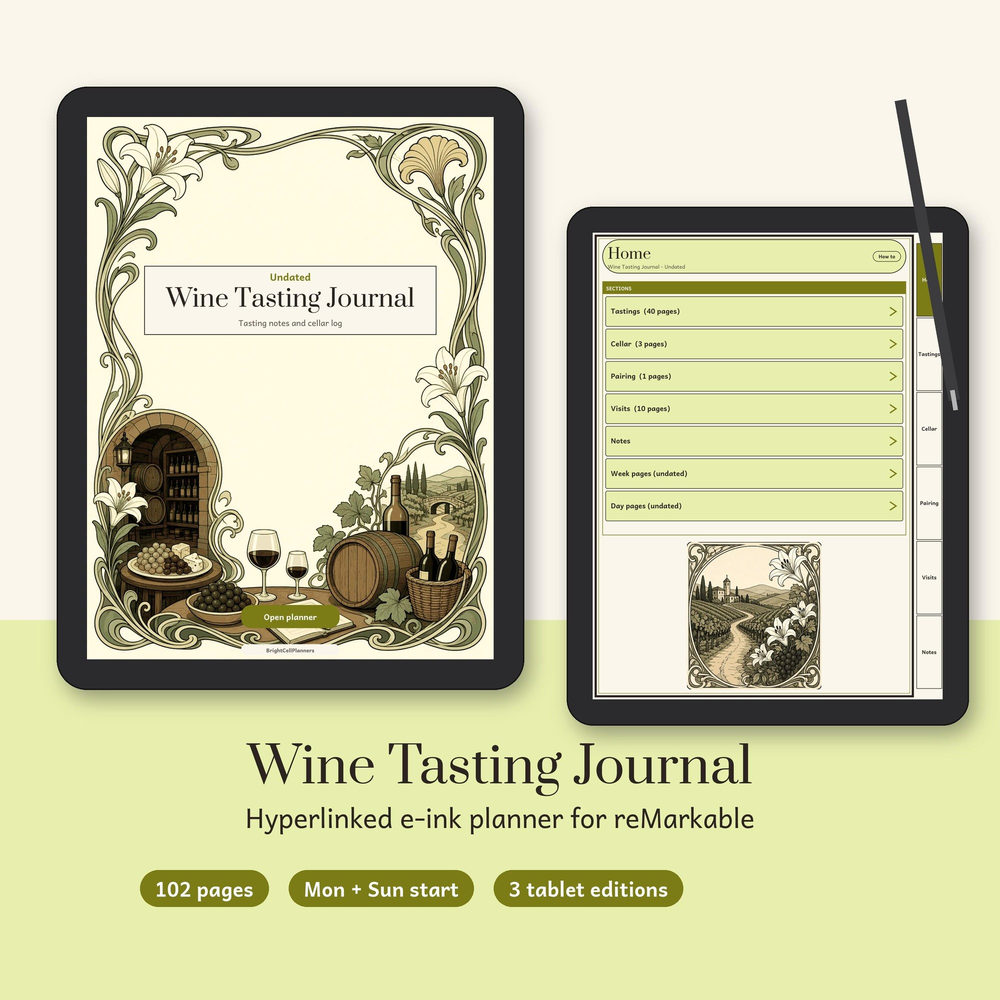 Undated
Wine Tasting Journal
Tasting notes and cellar log
Open planner
BrightCellPlanners
Home
Wine Tasting Journal - Undated
How to
SECTIONS
Tastings (40 pages)
Cellar (3 pages)
Pairing (1 pages)
Visits (10 pages)
Notes
Week pages (undated)
Day pages (undated)
Tastings
Cellar
Pairing
Visits
Notes
Wine Tasting Journal
Hyperlinked e-ink planner for reMarkable
102 pages
Mon + Sun start
3 tablet editions